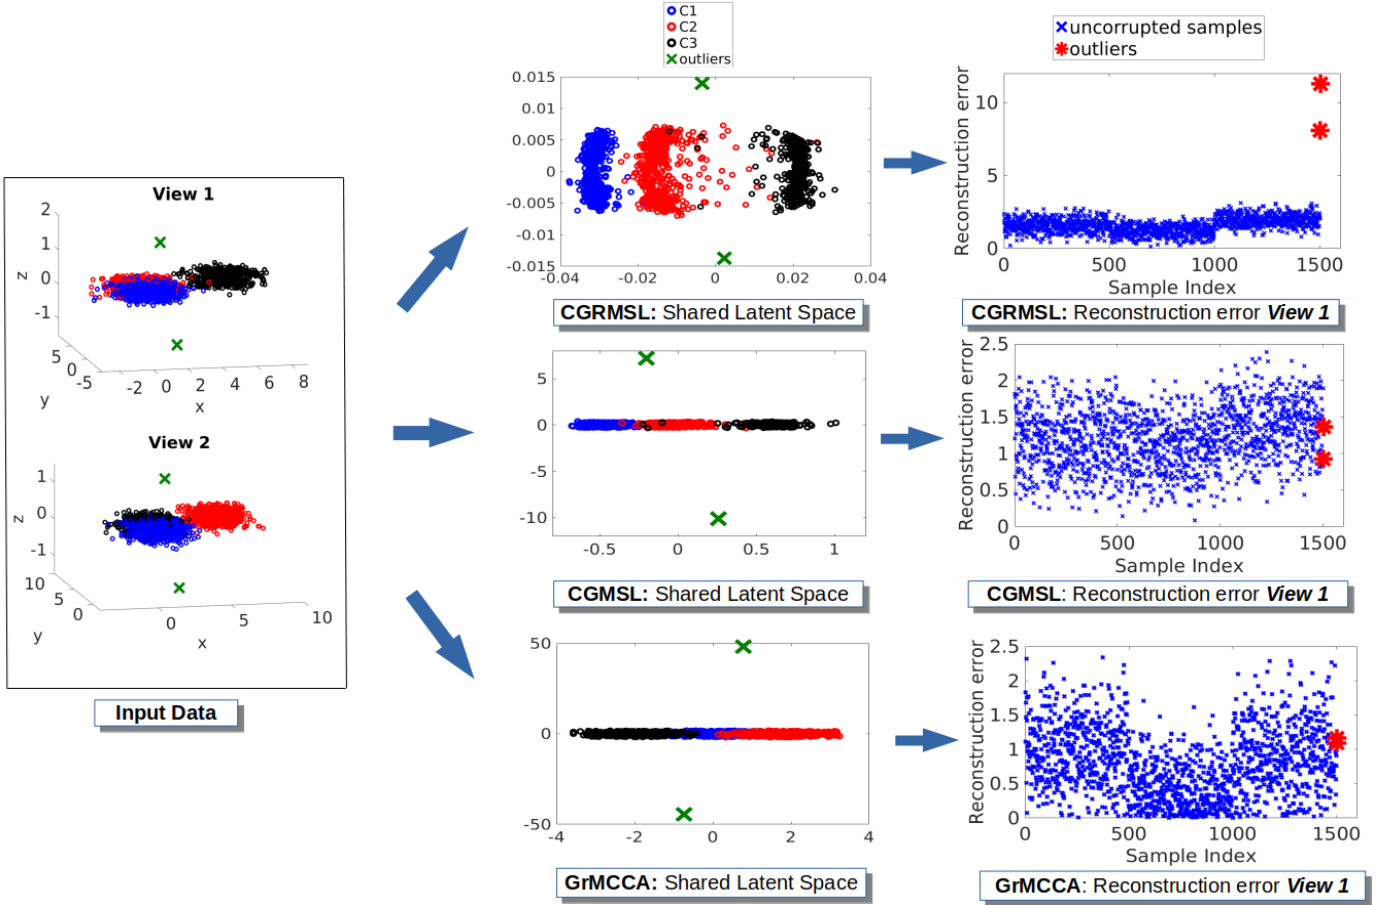 View 1
2
1
0
-1
z
5
0
-5
y
-2
0
2
4
6
8
x
View 2
1
0
-1
z
10
5
0
y
0
5
10
x
Input Data
C1
C2
C3
outliers
0.015
0.01
0.005
0
-0.005
-0.01
-0.015
-0.04
-0.02
0
0.02
0.04
CGRMSL: Shared Latent Space
uncorrupted samples
outliers
Reconstruction error
10
5
0
0
500
1000
1500
Sample Index
CGRMSL: Reconstruction error View 1
5
0
-5
-10
-0.5
0
0.5
1
CGMSL: Shared Latent Space
Reconstruction error
2.5
2
1.5
1
0.5
0
0
500
1000
1500
Sample Index
CGMSL: Reconstruction error View 1
50
0
-50
-4
-2
0
2
4
GrMCCA: Shared Latent Space
Reconstruction error
2.5
2
1.5
1
0.5
0
0
500
1000
1500
Sample Index
GrMCCA: Reconstruction error View 1